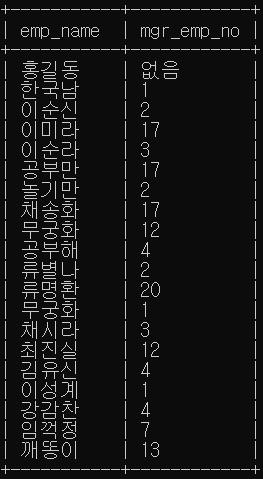 +-----------+------------+
| emp_name | mgr_emp_no |
+-----------+------------+
| 홍길동 | 없음 |
| 한국남 | 1 |
| 이순신 | 2 |
| 이미라 | 17 |
| 이순라 | 3 |
| 공부만 | 17 |
| 놀기만 | 2 |
| 채송화 | 17 |
| 무궁화 | 12 |
| 공부해 | 4 |
| 류별나 | 2 |
| 류명환 | 20 |
| 무궁화 | 1 |
| 채시라 | 3 |
| 최진실 | 12 |
| 김유신 | 4 |
| 이성계 | 1 |
| 강감찬 | 4 |
| 임꺽정 | 7 |
| 깨똥이 | 13 |
+-----------+------------+